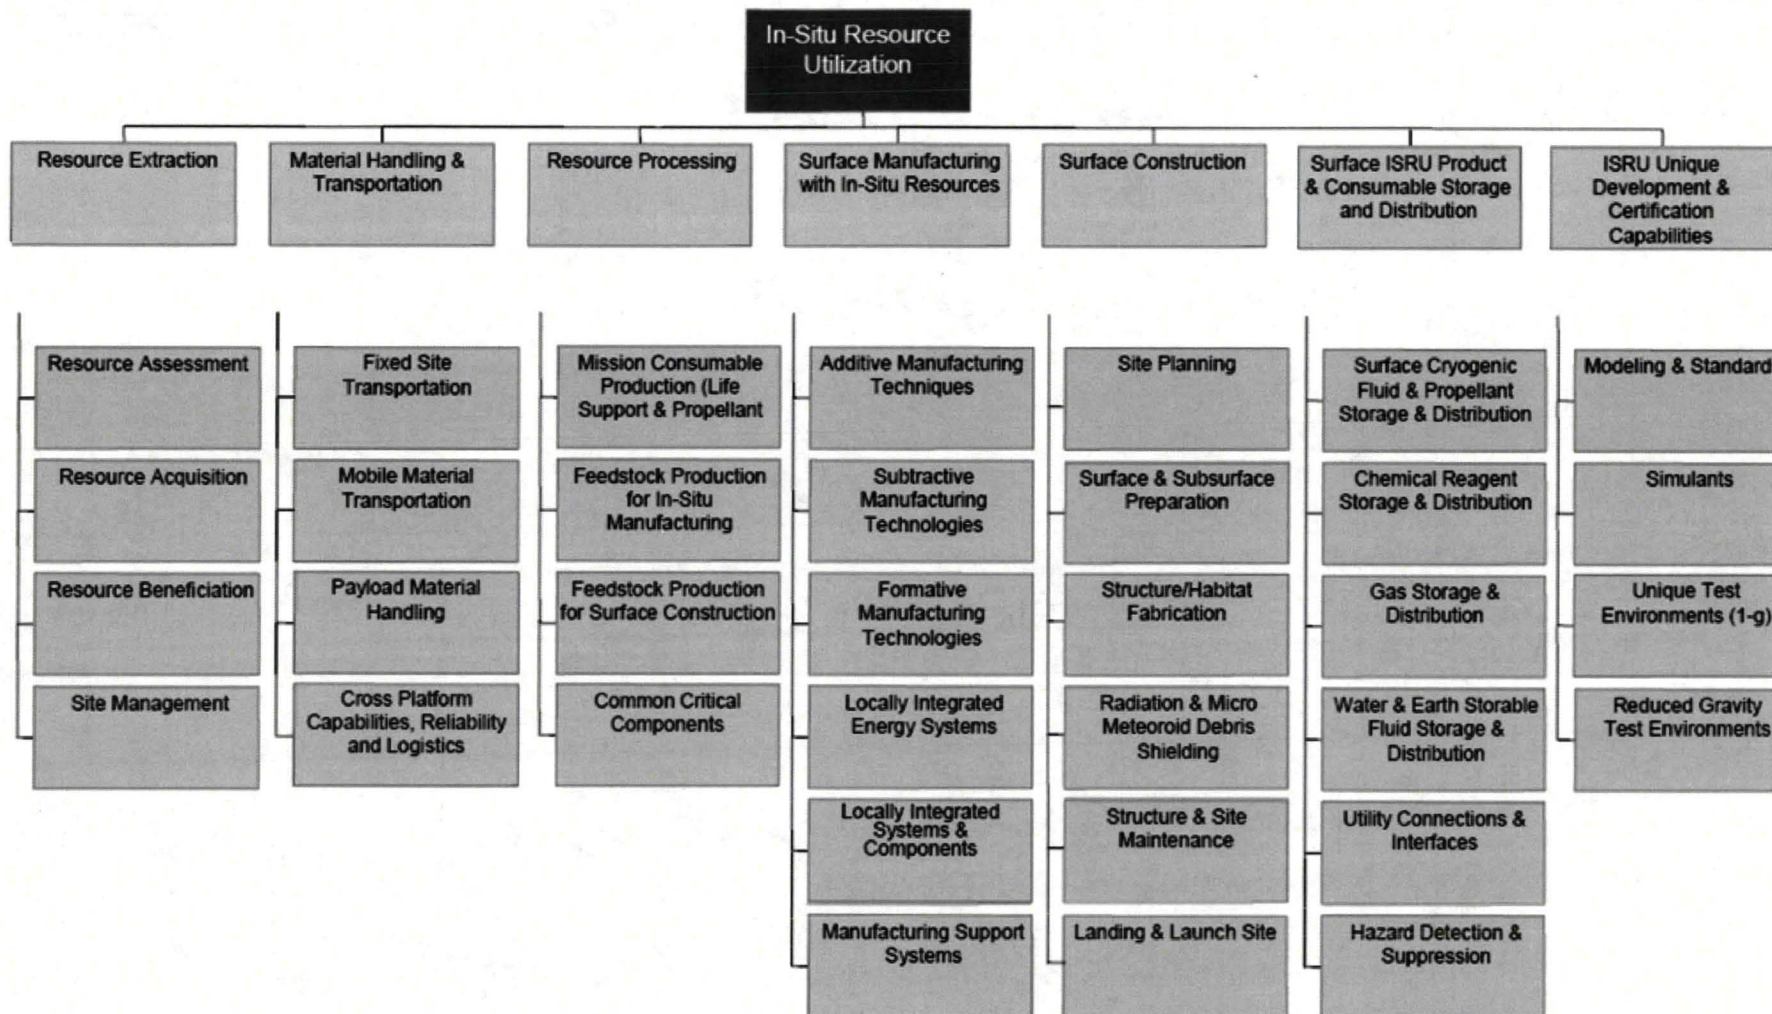 In-Situ Resource
Utilization
Resource Extraction
Material Handling &
Transportation
Resource Processing
Surface Manufacturing
with In-Situ Resources
Surface Construction
Surface ISRU Product
& Consumable Storage
and Distribution
ISRU Unique
Development &
Certification
Capabilities
Resource Assessment
Resource Acquisition
Resource Beneficiation
Site Management
Fixed Site
Transportation
Mobile Material
Transportation
Payload Material
Handling
Cross Platform
Capabilities, Reliability
and Logistics
Mission Consumable
Production (Life
Support & Propellant
Feedstock Production
for In-Situ
Manufacturing
Feedstock Production
for Surface Construction
Common Critical
Components
Additive Manufacturing
Techniques
Subtractive
Manufacturing
Technologies
Formative
Manufacturing
Technologies
Locally Integrated
Energy Systems
Locally Integrated
Systems &
Components
Manufacturing Support
Systems
Site Planning
Surface & Subsurface
Preparation
Structure/Habitat
Fabrication
Radiation & Micro
Meteoroid Debris
Shielding
Structure & Site
Maintenance
Landing & Launch Site
Surface Cryogenic
Fluid & Propellant
Storage & Distribution
Chemical Reagent
Storage & Distribution
Gas Storage &
Distribution
Water & Earth Storable
Fluid Storage &
Distribution
Utility Connections &
Interfaces
Hazard Detection &
Suppression
Modeling & Standard
Simulants
Unique Test
Environments (1-g)
Reduced Gravity
Test Environments